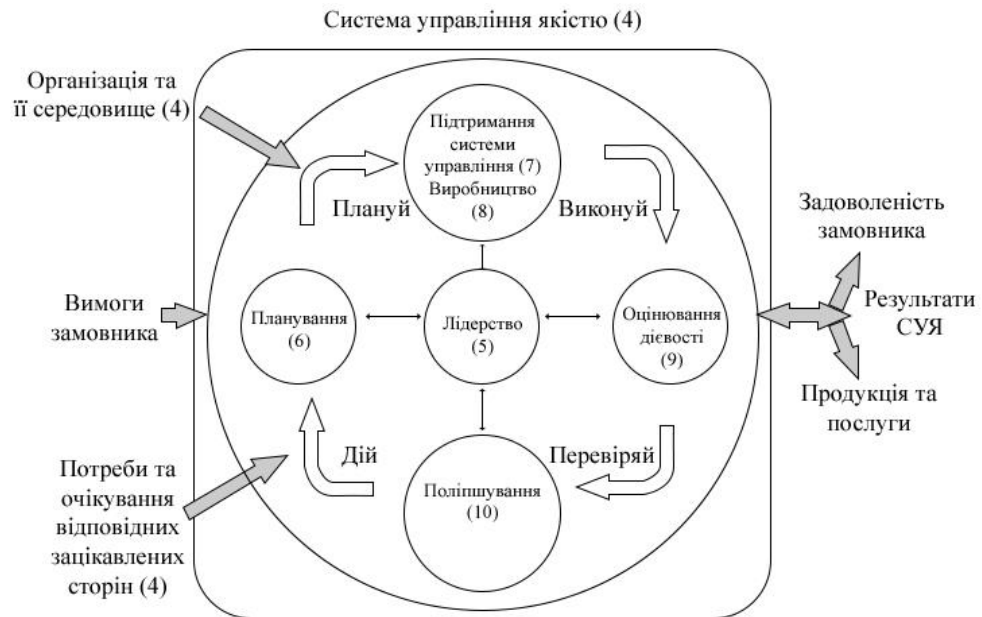 Система управління якістю (4)
Організація та
її середовище (4)
Підтримання
системи
управління (7)
Виробництво
(8)
Плануй
Виконуй
Задоволеність
замовника
Вимоги
замовника
Планування
(6)
Лідерство
(5)
Оцінювання
дієвості
(9)
Результати
СУЯ
Продукція та
послуги
Дій
Перевіряй
Потреби та
очікування
відповідних
зацікавлених
сторін (4)
Поліпшування
(10)